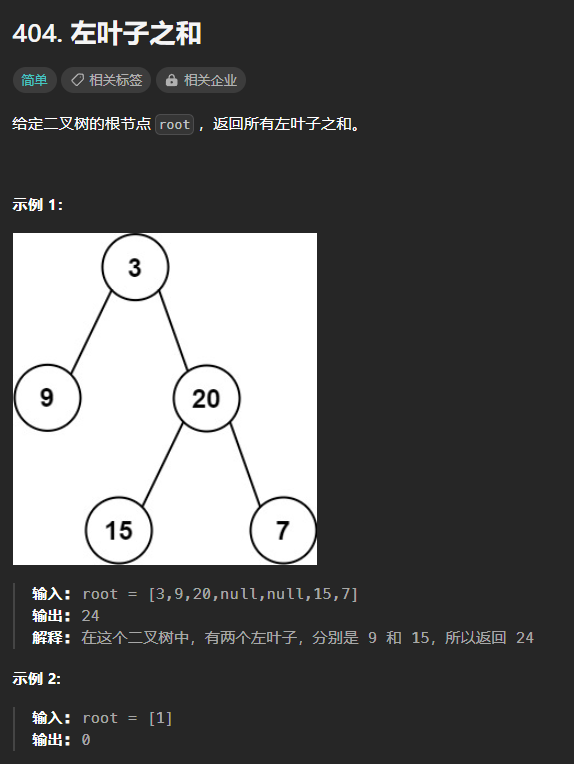 404. 左叶子之和
简单 相关标签 相关企业
给定二叉树的根节点 root ，返回所有左叶子之和。
示例 1：
3
9 20
15 7
输入： root = [3,9,20,null,null,15,7]
输出： 24
解释： 在这个二叉树中，有两个左叶子，分别是 9 和 15，所以返回 24
示例 2:
输入： root = [1]
输出： 0